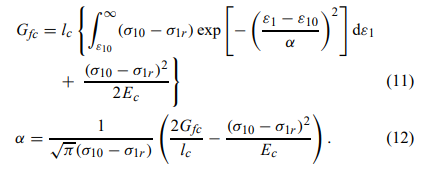 G_{fc} = l_c \left\{ \int_{\varepsilon_{10}}^{\infty} (\sigma_{10} - \sigma_{1r}) \exp \left[ - \left( \frac{\varepsilon_1 - \varepsilon_{10}}{\alpha} \right)^2 \right] d\varepsilon_1
+ \frac{(\sigma_{10} - \sigma_{1r})^2}{2E_c} \right\} (11)
\alpha = \frac{1}{\sqrt{\pi}(\sigma_{10} - \sigma_{1r})} \left( \frac{2G_{fc}}{l_c} - \frac{(\sigma_{10} - \sigma_{1r})^2}{E_c} \right). (12)